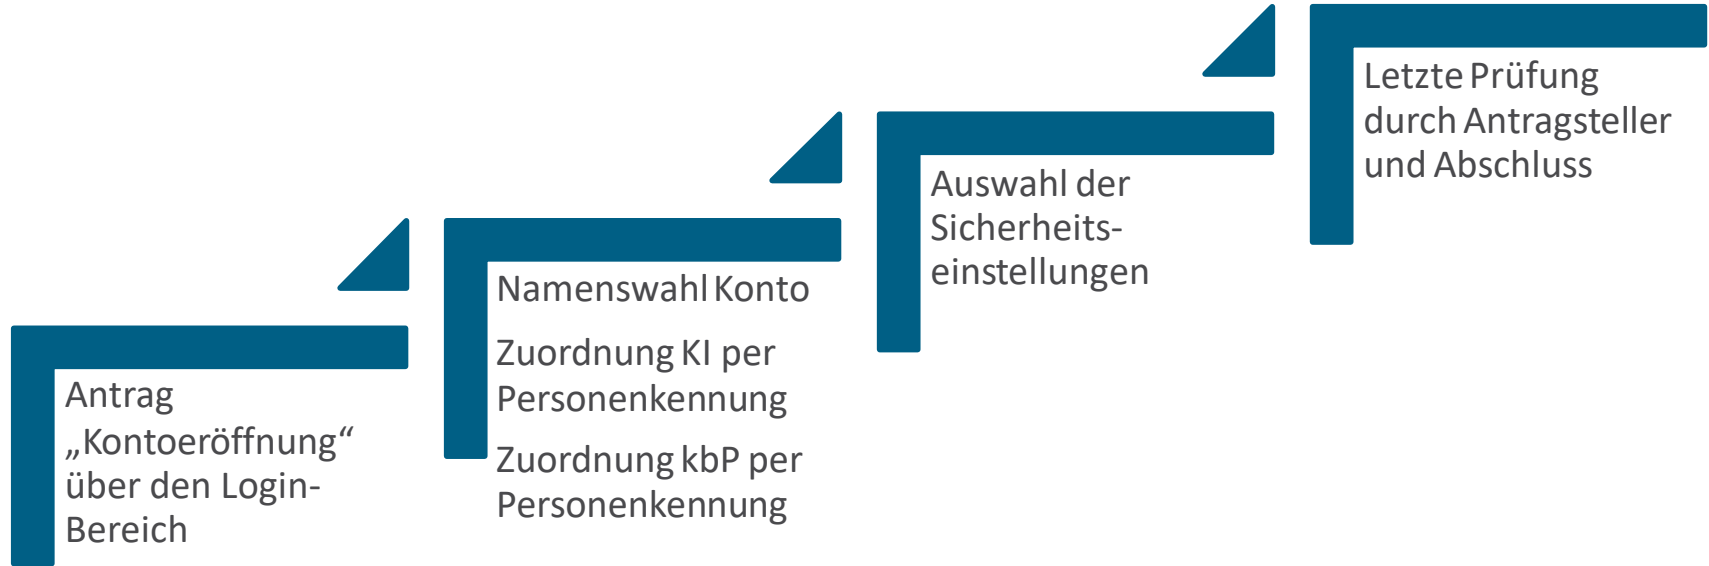 Antrag
„Kontoeröffnung“
über den Login-
Bereich
Namenswahl Konto
Zuordnung KI per
Personenkennung
Zuordnung kbP per
Personenkennung
Auswahl der
Sicherheits-
einstellungen
Letzte Prüfung
durch Antragsteller
und Abschluss